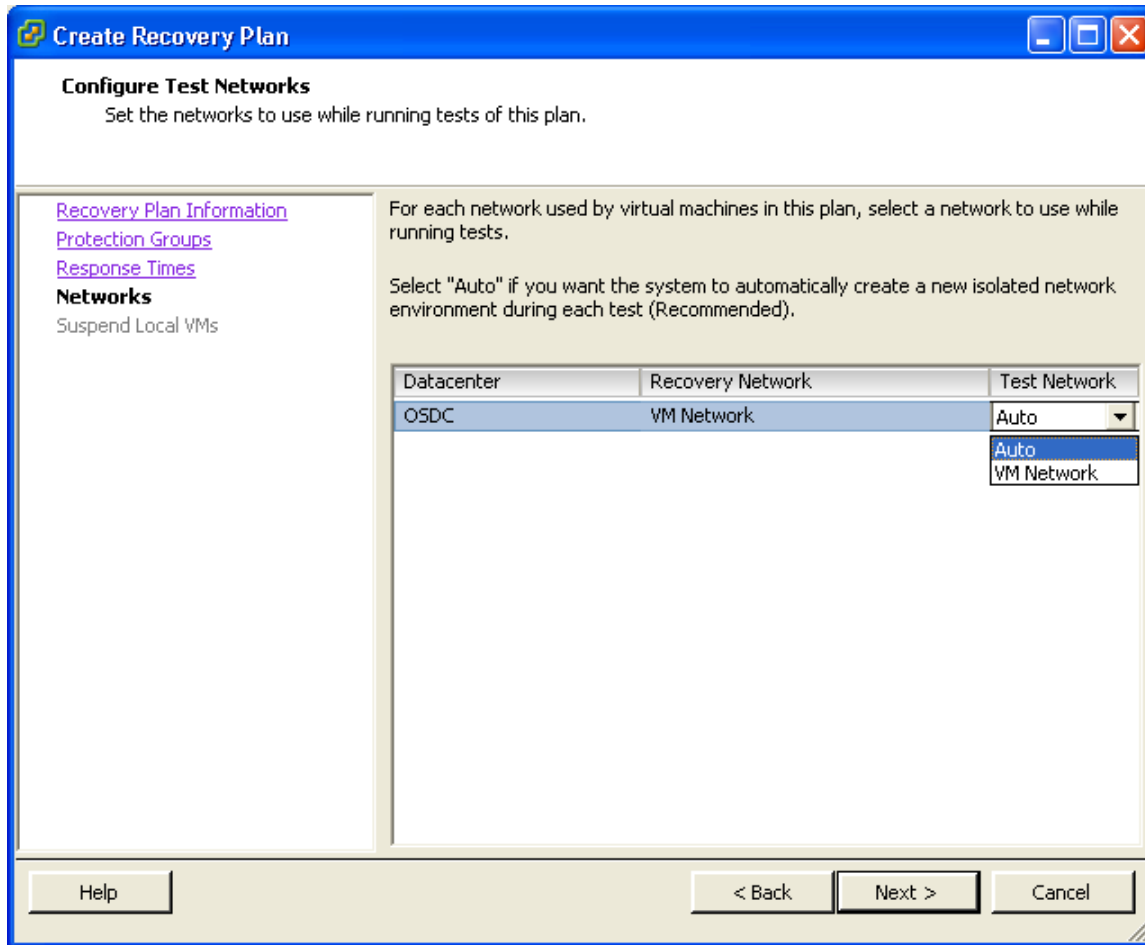 Create Recovery Plan
Configure Test Networks
Set the networks to use while running tests of this plan.
Recovery Plan Information
Protection Groups
Response Times
Networks
Suspend Local VMs
For each network used by virtual machines in this plan, select a network to use while
running tests.
Select "Auto" if you want the system to automatically create a new isolated network
environment during each test (Recommended).
Datacenter Recovery Network Test Network
OSDC VM Network Auto
Auto
VM Network
Help < Back Next > Cancel